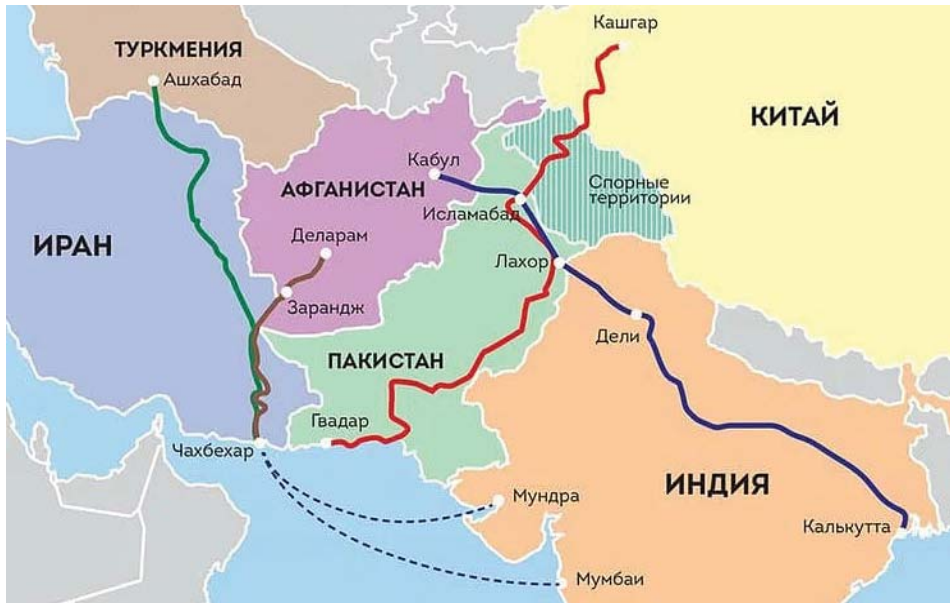 Кашгар
ТУРКМЕНИЯ
Ашхабад
КИТАЙ
Кабул
АФГАНИСТАН
Спорные
территории
Исламабад
ИРАН
Деларам
Лахор
Зарандж
Дели
ПАКИСТАН
Гвадар
Чахбехар
ИНДИЯ
Мундра
Калькутта
Мумбаи